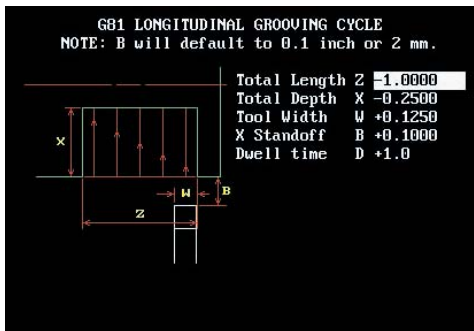 G81 LONGITUDINAL GROOVING CYCLE
NOTE: B will default to 0.1 inch or 2 mm.
Total Length Z -1.0000
Total Depth X -0.2500
Tool Width W +0.1250
X Standoff B +0.1000
Dwell time D +1.0
X
W
B
Z